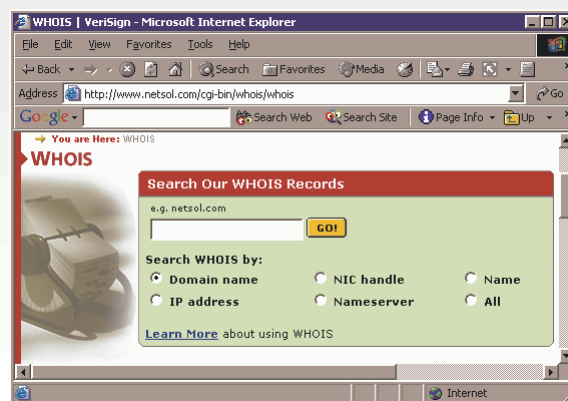 WHOIS | VeriSign - Microsoft Internet Explorer
File Edit View Favorites Tools Help
Back Search Favorites Media
Address http://www.netsol.com/cgi-bin/whois/whois Go
Google Search Web Search Site Page Info Up
You are Here: WHOIS
WHOIS
Search Our WHOIS Records
e.g. netsol.com
GO!
Search WHOIS by:
Domain name NIC handle Name
IP address Nameserver All
Learn More about using WHOIS
Internet